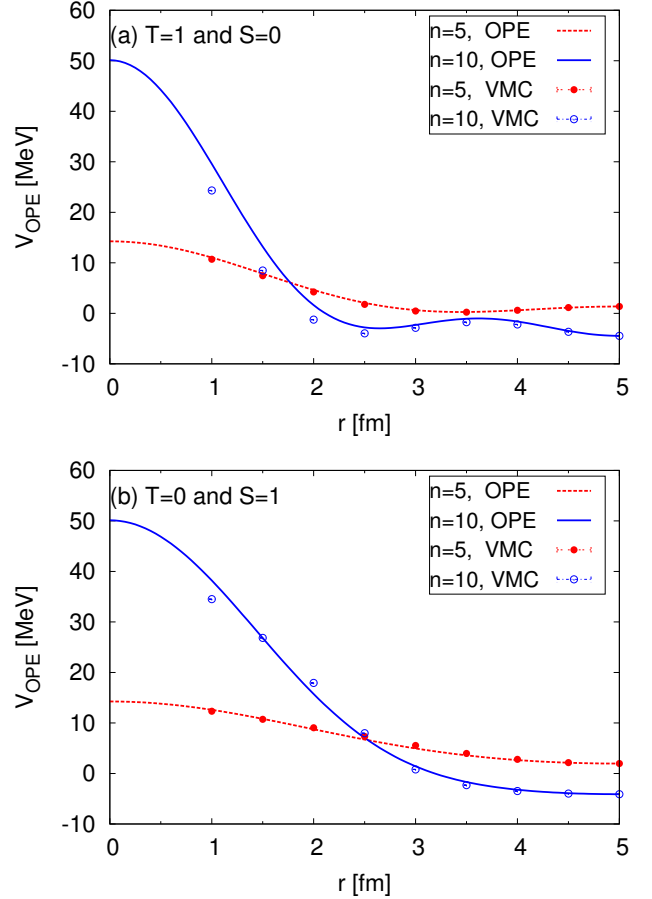 60
50
40
30
20
10
0
-10
V_OPE [MeV]
(a) T=1 and S=0
n=5, OPE
n=10, OPE
n=5, VMC
n=10, VMC
0 1 2 3 4 5
r [fm]
60
50
40
30
20
10
0
-10
V_OPE [MeV]
(b) T=0 and S=1
n=5, OPE
n=10, OPE
n=5, VMC
n=10, VMC
0 1 2 3 4 5
r [fm]